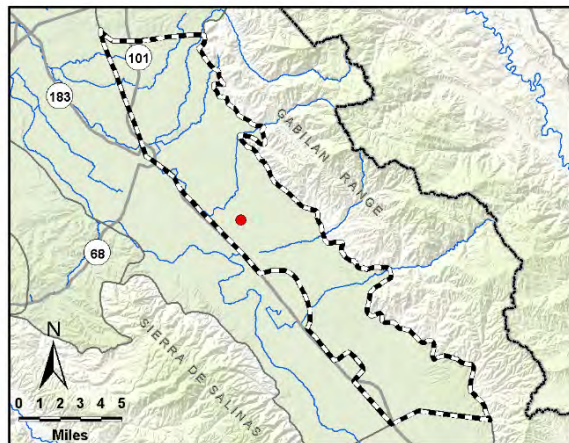 101
183
GABILAN RANGE
68
SIERRA DE SALINAS
N
0 1 2 3 4 5
Miles